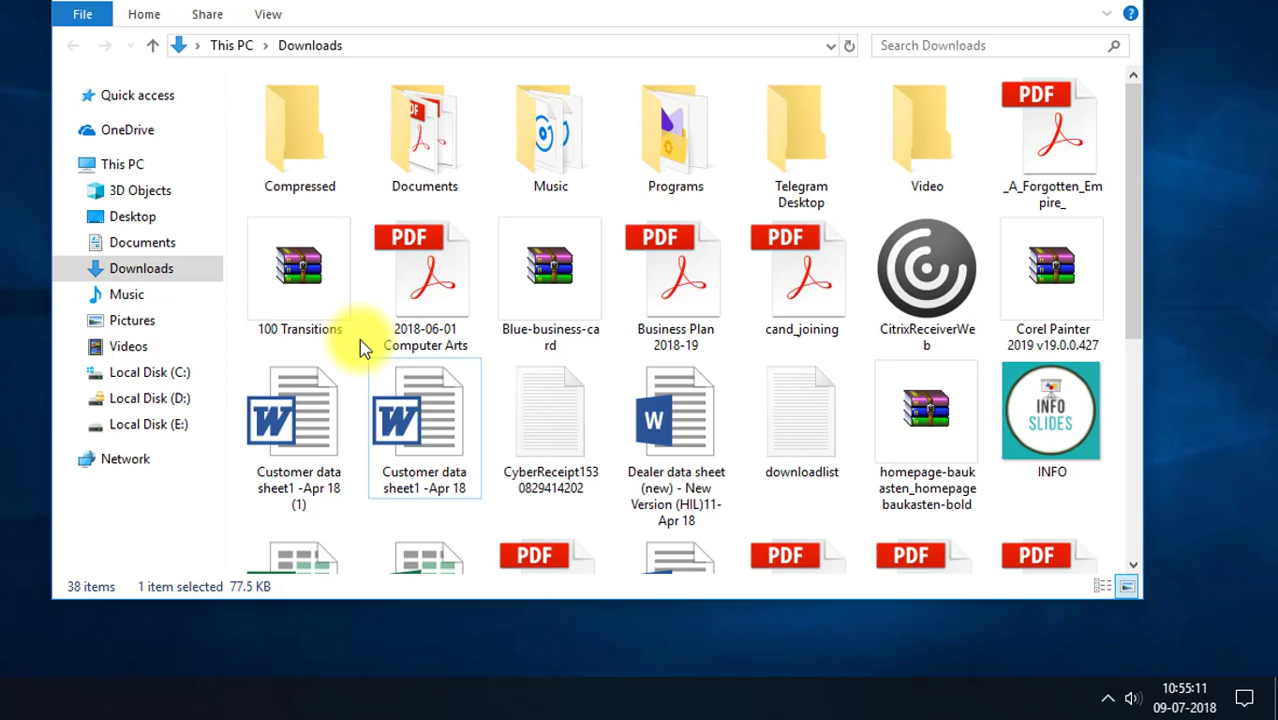 File Home Share View
This PC Downloads
Search Downloads
Quick access
OneDrive
This PC
3D Objects
Desktop
Documents
Downloads
Music
Pictures
Videos
Local Disk (C:)
Local Disk (D:)
Local Disk (E:)
Network
PDF
PDF
Compressed
Documents
Music
Programs
Telegram
Desktop
Video
_A_Forgotten_Em
pire_
PDF
PDF
PDF
100 Transitions
2018-06-01
Computer Arts
Blue-business-ca
rd
Business Plan
2018-19
cand_joining
CitrixReceiverWe
b
Corel Painter
2019 v19.0.0.427
W
W
W
INFO
SLIDES
Customer data
sheet1 -Apr 18
(1)
Customer data
sheet1 -Apr 18
CyberReceipt153
0829414202
Dealer data sheet
(new) - New
Version (HIL)11-
Apr 18
downloadlist
homepage-bauk
asten_homepage
baukasten-bold
INFO
PDF
PDF
PDF
PDF
38 items 1 item selected 77.5 KB
10:55:11
09-07-2018